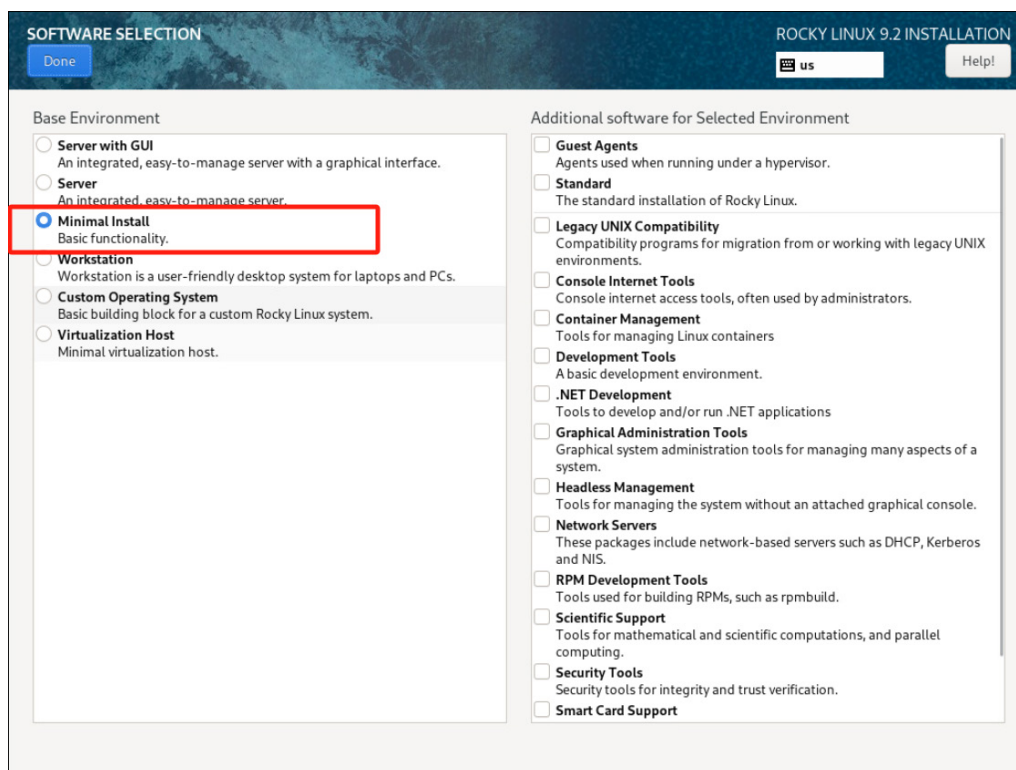 SOFTWARE SELECTION
ROCKY LINUX 9.2 INSTALLATION
Done
us
Help!
Base Environment
Server with GUI
An integrated, easy-to-manage server with a graphical interface.
Server
An integrated, easy-to-manage server.
Minimal Install
Basic functionality.
Workstation
Workstation is a user-friendly desktop system for laptops and PCs.
Custom Operating System
Basic building block for a custom Rocky Linux system.
Virtualization Host
Minimal virtualization host.
Additional software for Selected Environment
Guest Agents
Agents used when running under a hypervisor.
Standard
The standard installation of Rocky Linux.
Legacy UNIX Compatibility
Compatibility programs for migration from or working with legacy UNIX
environments.
Console Internet Tools
Console internet access tools, often used by administrators.
Container Management
Tools for managing Linux containers
Development Tools
A basic development environment.
.NET Development
Tools to develop and/or run .NET applications
Graphical Administration Tools
Graphical system administration tools for managing many aspects of a
system.
Headless Management
Tools for managing the system without an attached graphical console.
Network Servers
These packages include network-based servers such as DHCP, Kerberos
and NIS.
RPM Development Tools
Tools used for building RPMs, such as rpmbuild.
Scientific Support
Tools for mathematical and scientific computations, and parallel
computing.
Security Tools
Security tools for integrity and trust verification.
Smart Card Support